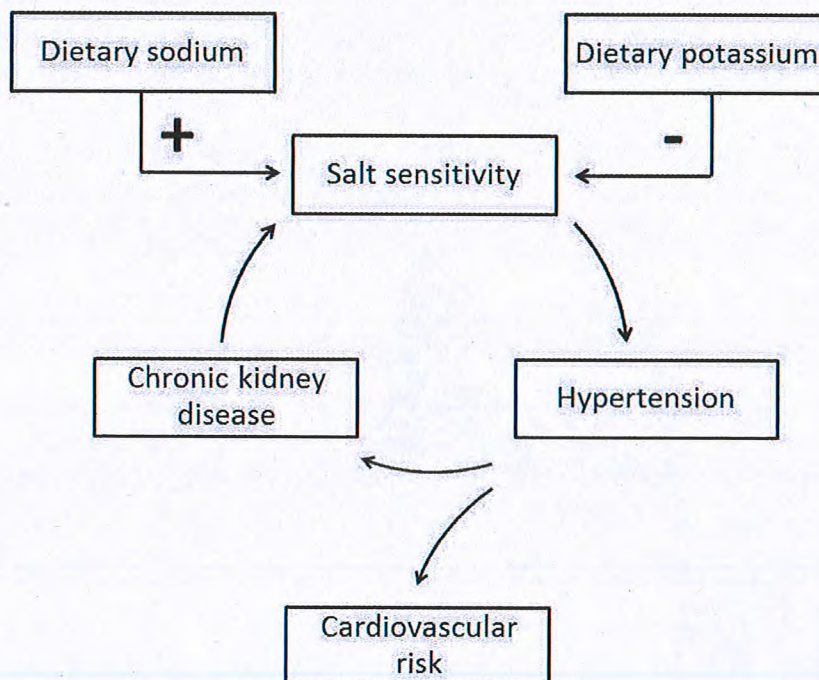 Dietary sodium
Dietary potassium
+
-
Salt sensitivity
Chronic kidney
disease
Hypertension
Cardiovascular
risk